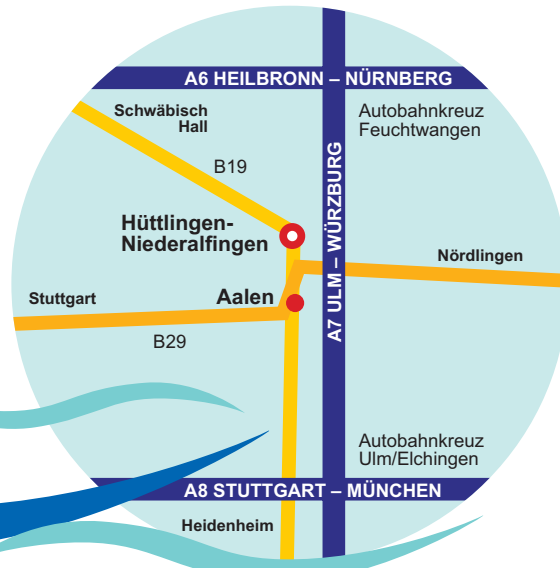 A6 HEILBRONN – NÜRNBERG
Schwäbisch
Hall
Autobahnkreuz
Feuchtwangen
B19
A7 ULM – WÜRZBURG
Hüttlingen-
Niederalfingen
Nördlingen
Stuttgart
Aalen
B29
Autobahnkreuz
Ulm/Elchingen
A8 STUTTGART – MÜNCHEN
Heidenheim